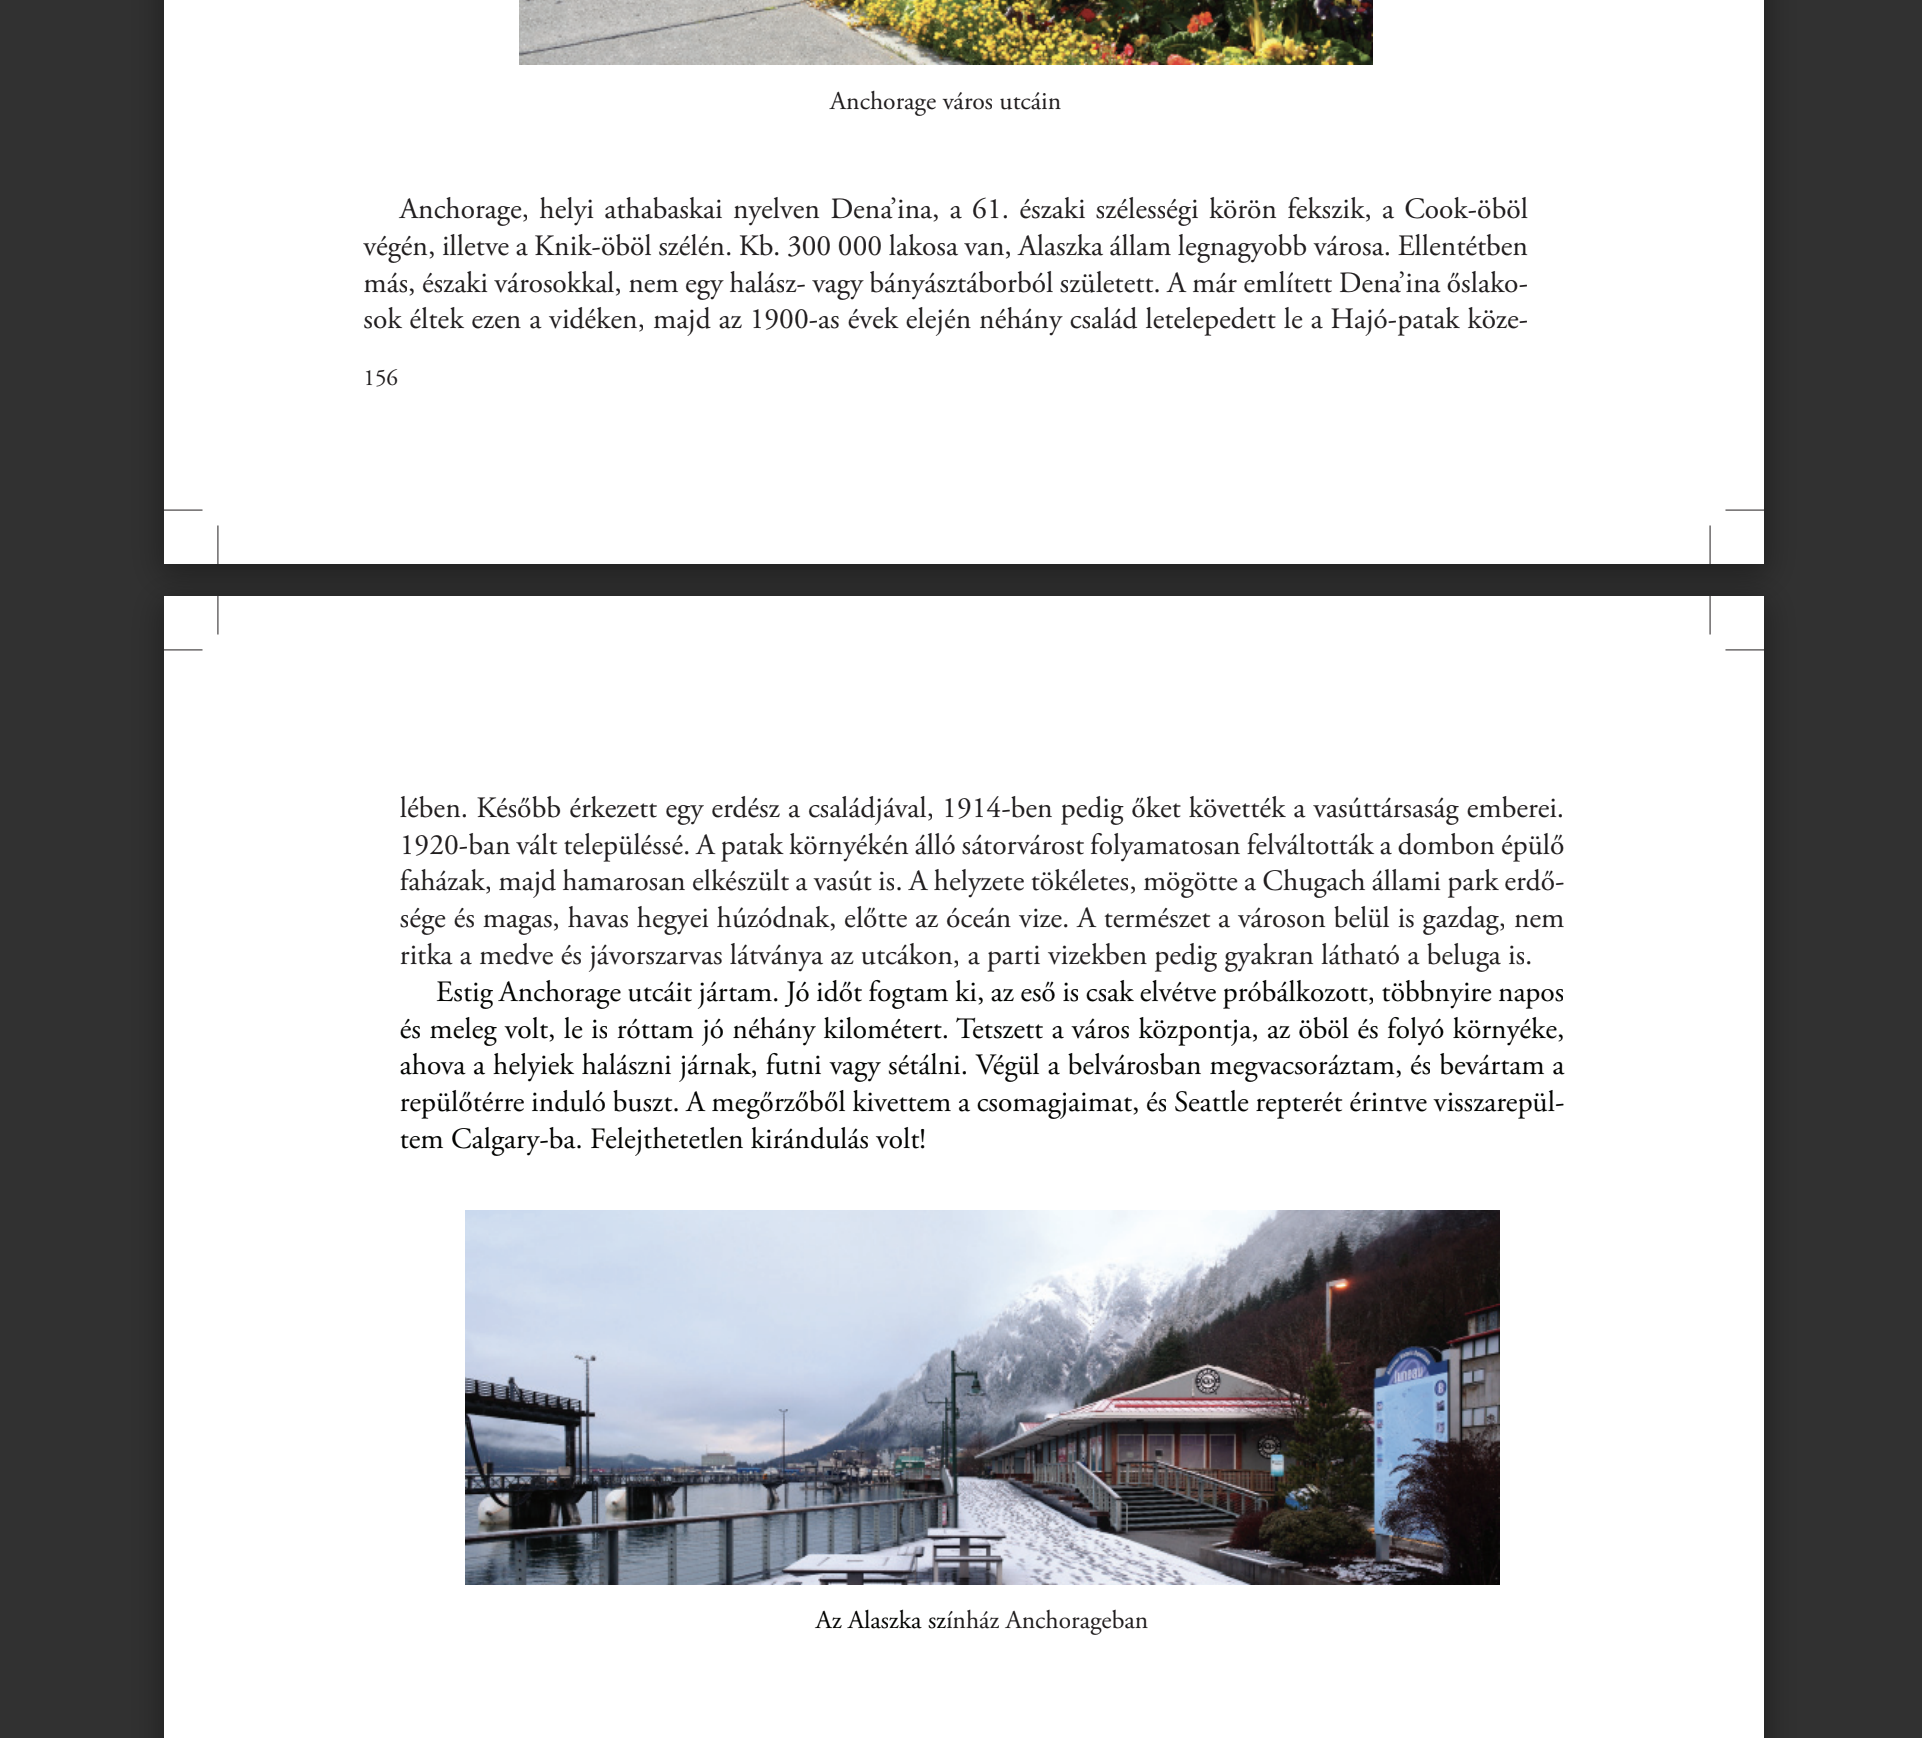 Anchorage város utcáin
Anchorage, helyi athabaskai nyelven Dena’ina, a 61. északi szélességi körön fekszik, a Cook-öböl
végén, illetve a Knik-öböl szélén. Kb. 300 000 lakosa van, Alaszka állam legnagyobb városa. Ellentétben
más, északi városokkal, nem egy halász- vagy bányásztáborból született. A már említett Dena’ina őslako-
sok éltek ezen a vidéken, majd az 1900-as évek elején néhány család letelepedett le a Hajó-patak köze-
156
lében. Később érkezett egy erdész a családjával, 1914-ben pedig őket követték a vasúttársaság emberei.
1920-ban vált településsé. A patak környékén álló sátorvárost folyamatosan felváltották a dombon épülő
faházak, majd hamarosan elkészült a vasút is. A helyzete tökéletes, mögötte a Chugach állami park erdő-
sége és magas, havas hegyei húzódnak, előtte az óceán vize. A természet a városon belül is gazdag, nem
ritka a medve és jávorszarvas látványa az utcákon, a parti vizekben pedig gyakran látható a beluga is.
Estig Anchorage utcáit jártam. Jó időt fogtam ki, az eső is csak elvétve próbálkozott, többnyire napos
és meleg volt, le is róttam jó néhány kilométert. Tetszett a város központja, az öböl és folyó környéke,
ahova a helyiek halászni járnak, futni vagy sétálni. Végül a belvárosban megvacsoráztam, és bevártam a
repülőtérre induló buszt. A megőrzőből kivettem a csomagjaimat, és Seattle repterét érintve visszarepül-
tem Calgary-ba. Felejthetetlen kirándulás volt!
Juneau
Az Alaszka színház Anchorageban